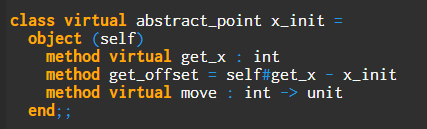 class virtual abstract_point x_init =
  object (self)
    method virtual get_x : int
    method get_offset = self#get_x - x_init
    method virtual move : int -> unit
  end;;